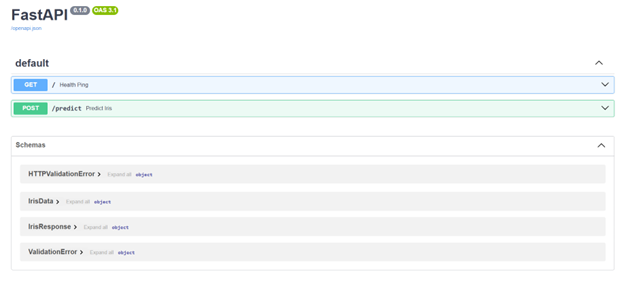 FastAPI 0.1.0 OAS 3.1
/openapi.json
default
GET / Health Ping
POST /predict Predict Iris
Schemas
HTTPValidationError > Expand all object
IrisData > Expand all object
IrisResponse > Expand all object
ValidationError > Expand all object